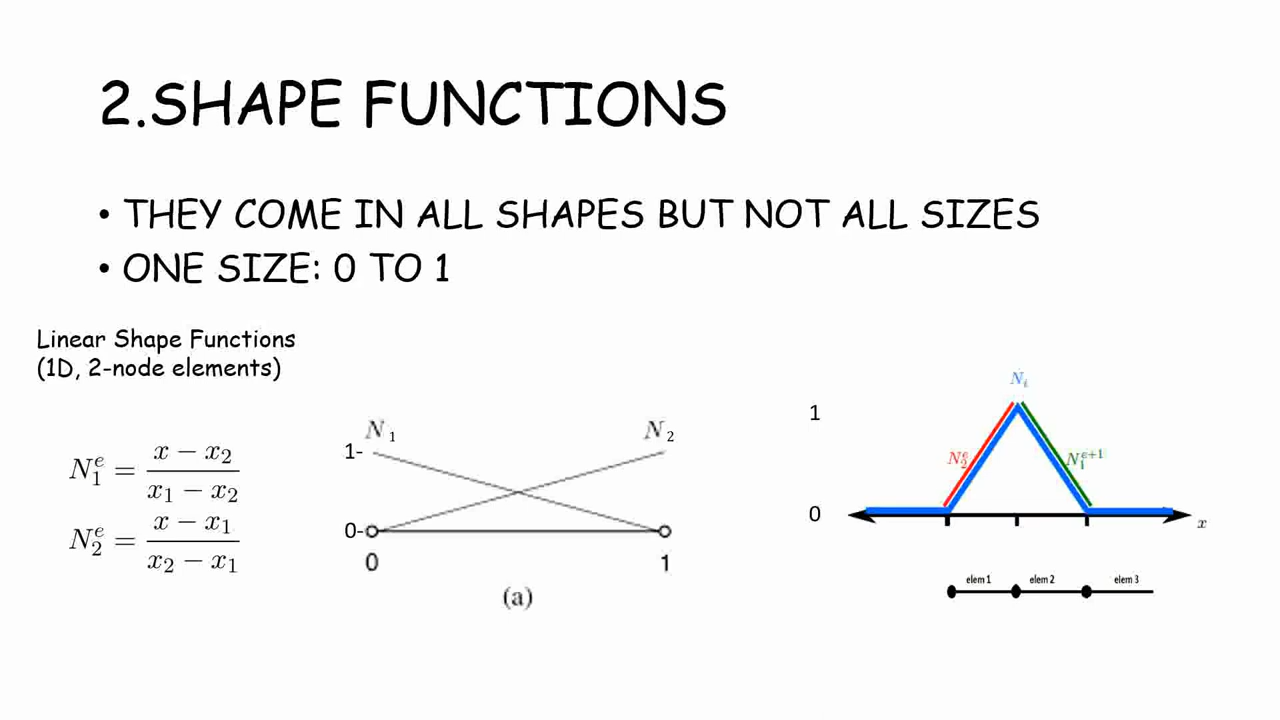 2.SHAPE FUNCTIONS
• THEY COME IN ALL SHAPES BUT NOT ALL SIZES
• ONE SIZE: 0 TO 1
Linear Shape Functions
(1D, 2-node elements)
N₁ᵉ = (x − x₂)/(x₁ − x₂)
N₂ᵉ = (x − x₁)/(x₂ − x₁)
N₁ N₂
1-
0-
0 1
(a)
Nᵢ
1
N₂ᵉ N₁ᵉ⁺¹
0
x
elem 1 elem 2 elem 3